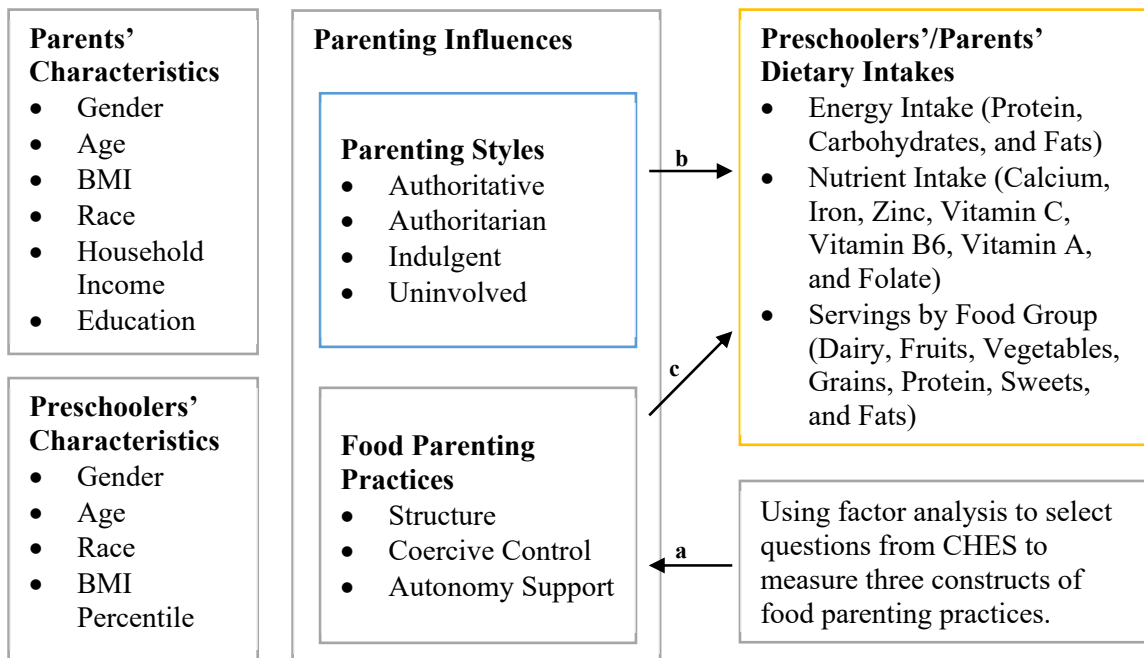 Parents’
Characteristics
• Gender
• Age
• BMI
• Race
• Household
Income
• Education
Preschoolers’
Characteristics
• Gender
• Age
• Race
• BMI
Percentile
Parenting Influences
Parenting Styles
• Authoritative
• Authoritarian
• Indulgent
• Uninvolved
Food Parenting
Practices
• Structure
• Coercive Control
• Autonomy Support
b
c
a
Preschoolers’/Parents’
Dietary Intakes
• Energy Intake (Protein,
Carbohydrates, and Fats)
• Nutrient Intake (Calcium,
Iron, Zinc, Vitamin C,
Vitamin B6, Vitamin A,
and Folate)
• Servings by Food Group
(Dairy, Fruits, Vegetables,
Grains, Protein, Sweets,
and Fats)
Using factor analysis to select
questions from CHES to
measure three constructs of
food parenting practices.